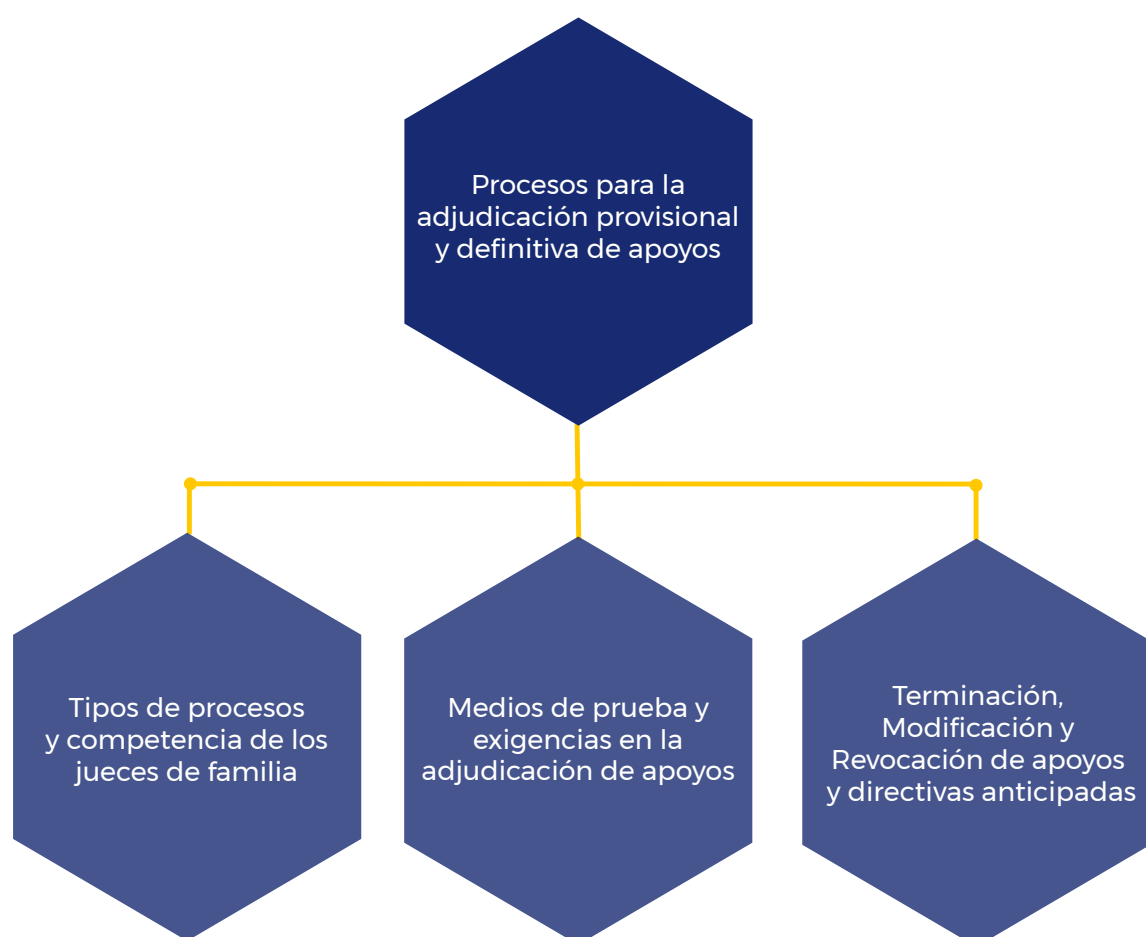 Procesos para la
adjudicación provisional
y definitiva de apoyos
Tipos de procesos
y competencia de los
jueces de familia
Medios de prueba y
exigencias en la
adjudicación de apoyos
Terminación,
Modificación y
Revocación de apoyos
y directivas anticipadas